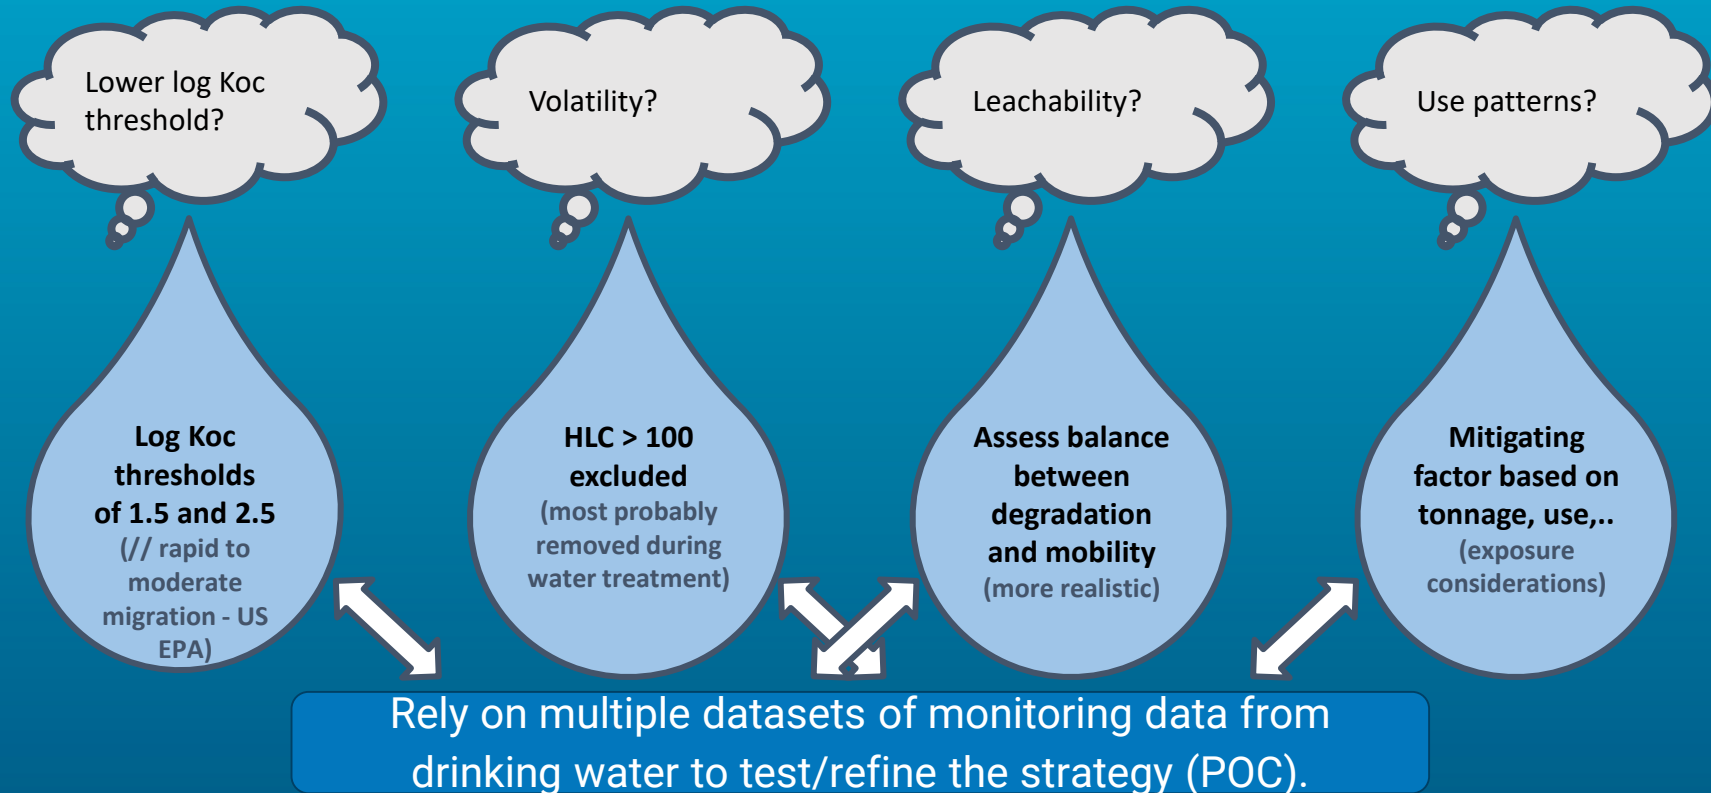 Lower log Koc
threshold?
Volatility?
Leachability?
Use patterns?
Log Koc
thresholds
of 1.5 and 2.5
(// rapid to
moderate
migration - US
EPA)
HLC > 100
excluded
(most probably
removed during
water treatment)
Assess balance
between
degradation
and mobility
(more realistic)
Mitigating
factor based on
tonnage, use,..
(exposure
considerations)
Rely on multiple datasets of monitoring data from
drinking water to test/refine the strategy (POC).